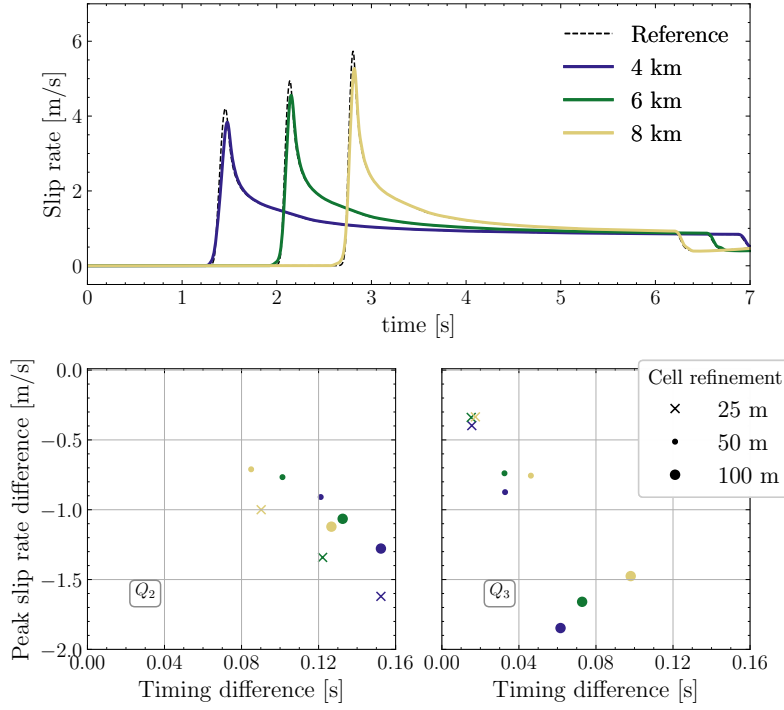 Slip rate [m/s]
6
4
2
0
Reference
4 km
6 km
8 km
0 1 2 3 4 5 6 7
time [s]
Peak slip rate difference [m/s]
0.0
−0.5
−1.0
−1.5
−2.0
Q2
0.00 0.04 0.08 0.12 0.16
Timing difference [s]
Cell refinement
25 m
50 m
100 m
Q3
0.00 0.04 0.08 0.12 0.16
Timing difference [s]